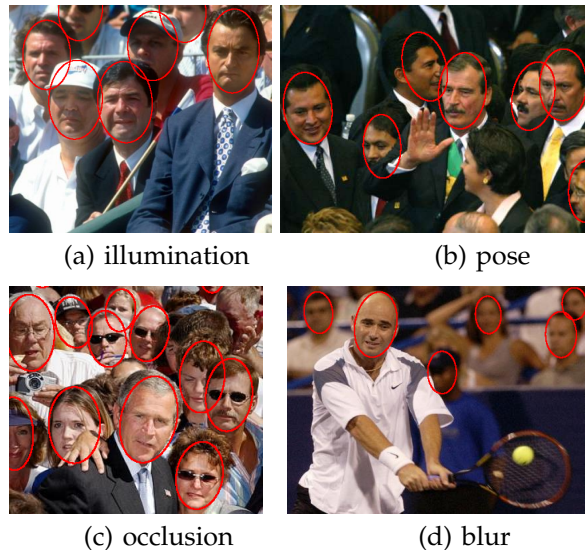 (a) illumination
(b) pose
(c) occlusion
(d) blur